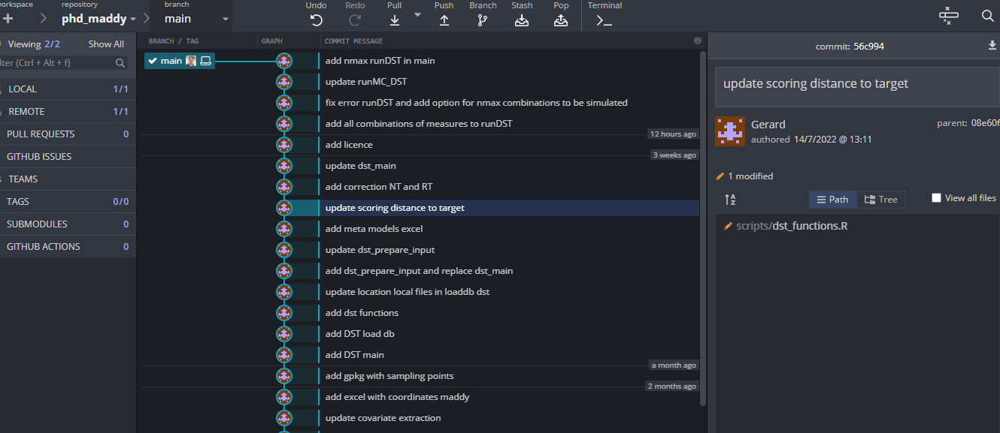 workspace repository branch Undo Redo Pull Push Branch Stash Pop Terminal
phd_maddy main
Viewing 2/2 Show All
lter (Ctrl + Alt + f)
LOCAL 1/1
REMOTE 1/1
PULL REQUESTS 0
GITHUB ISSUES
TEAMS
TAGS 0/0
SUBMODULES 0
GITHUB ACTIONS 0
BRANCH / TAG GRAPH COMMIT MESSAGE
main add nmax runDST in main
update runMC_DST
fix error runDST and add option for nmax combinations to be simulated
add all combinations of measures to runDST
12 hours ago
add licence
3 weeks ago
update dst_main
add correction NT and RT
update scoring distance to target
add meta models excel
update dst_prepare_input
add dst_prepare_input and replace dst_main
update location local files in loaddb dst
add dst functions
add DST load db
add DST main
a month ago
add gpkg with sampling points
2 months ago
add excel with coordinates maddy
update covariate extraction
commit: 56c994
update scoring distance to target
Gerard parent: 08e60f
authored 14/7/2022 @ 13:11
1 modified
Path Tree View all files
scripts/dst_functions.R